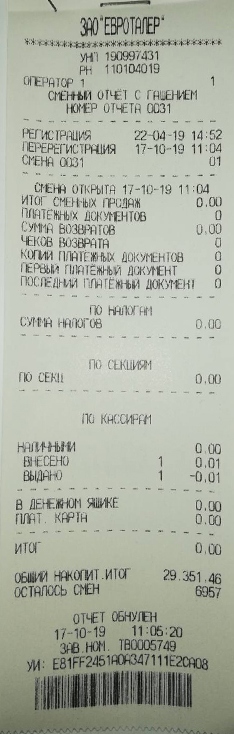 ЗАО"ЕВРОТАЛЕР"
****************************
УНП 190997431
РН 110104019
ОПЕРАТОР 1 1
СМЕННЫЙ ОТЧЕТ С ГАШЕНИЕМ
НОМЕР ОТЧЕТА 0031
РЕГИСТРАЦИЯ 22-04-19 14:52
ПЕРЕРЕГИСТРАЦИЯ 17-10-19 11:04
СМЕНА 0031 01
СМЕНА ОТКРЫТА 17-10-19 11:04
ИТОГ СМЕННЫХ ПРОДАЖ 0.00
ПЛАТЕЖНЫХ ДОКУМЕНТОВ 0
СУММА ВОЗВРАТОВ 0.00
ЧЕКОВ ВОЗВРАТА 0
КОПИЙ ПЛАТЕЖНЫХ ДОКУМЕНТОВ 0
ПЕРВЫЙ ПЛАТЕЖНЫЙ ДОКУМЕНТ 0
ПОСЛЕДНИЙ ПЛАТЕЖНЫЙ ДОКУМЕНТ 0
ПО НАЛОГАМ
СУММА НАЛОГОВ 0.00
ПО СЕКЦИЯМ
ПО СЕКЦ 0.00
ПО КАССИРАМ
НАЛИЧНЫМИ 0.00
ВНЕСЕНО 1 0.01
ВЫДАНО 1 -0.01
В ДЕНЕЖНОМ ЯЩИКЕ 0.00
ПЛАТ. КАРТА 0.00
ИТОГ 0.00
ОБЩИЙ НАКОПИТ.ИТОГ 29.351.46
ОСТАЛОСЬ СМЕН 6957
ОТЧЕТ ОБНУЛЕН
17-10-19 11:05:20
ЗАВ.НОМ. ТВ0005749
УИ: E81FF2451A0A347111E2CA08